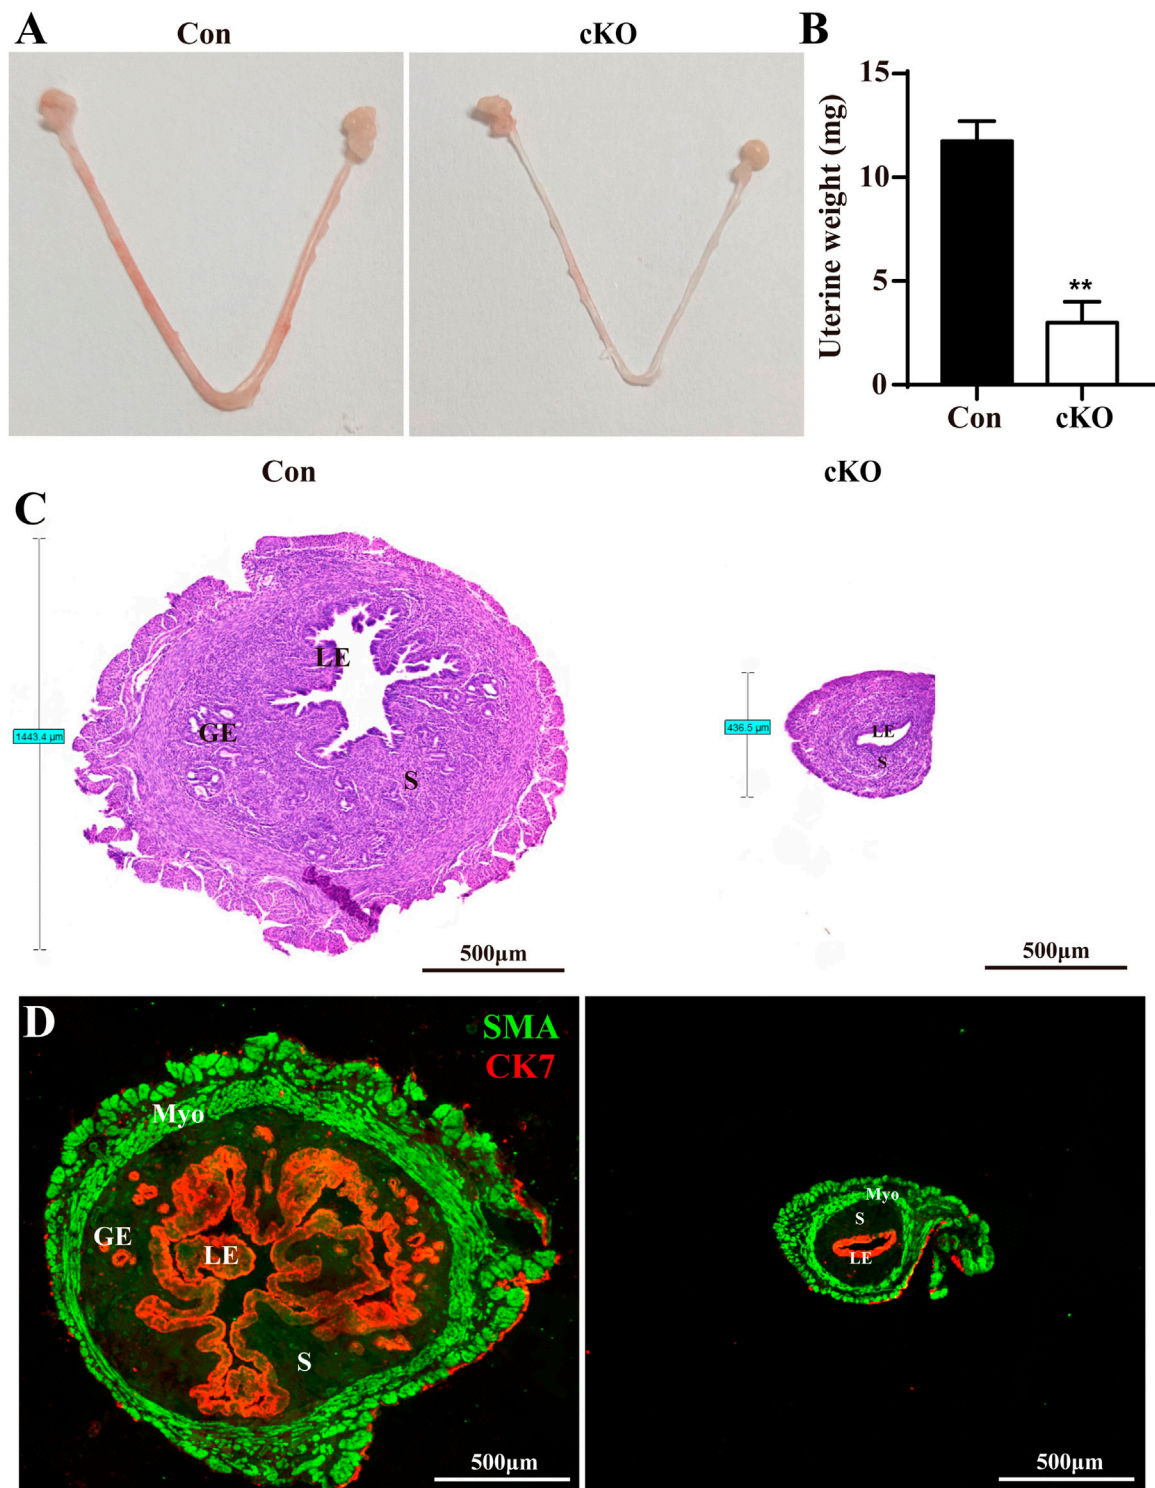 A
Con
cKO
B
15
10
5
0
Uterine weight (mg)
**
Con
cKO
Con
cKO
C
1443.4 µm
LE
GE
S
500µm
436.5 µm
LE
S
500µm
D
SMA
CK7
Myo
GE
LE
S
500µm
Myo
S
LE
500µm